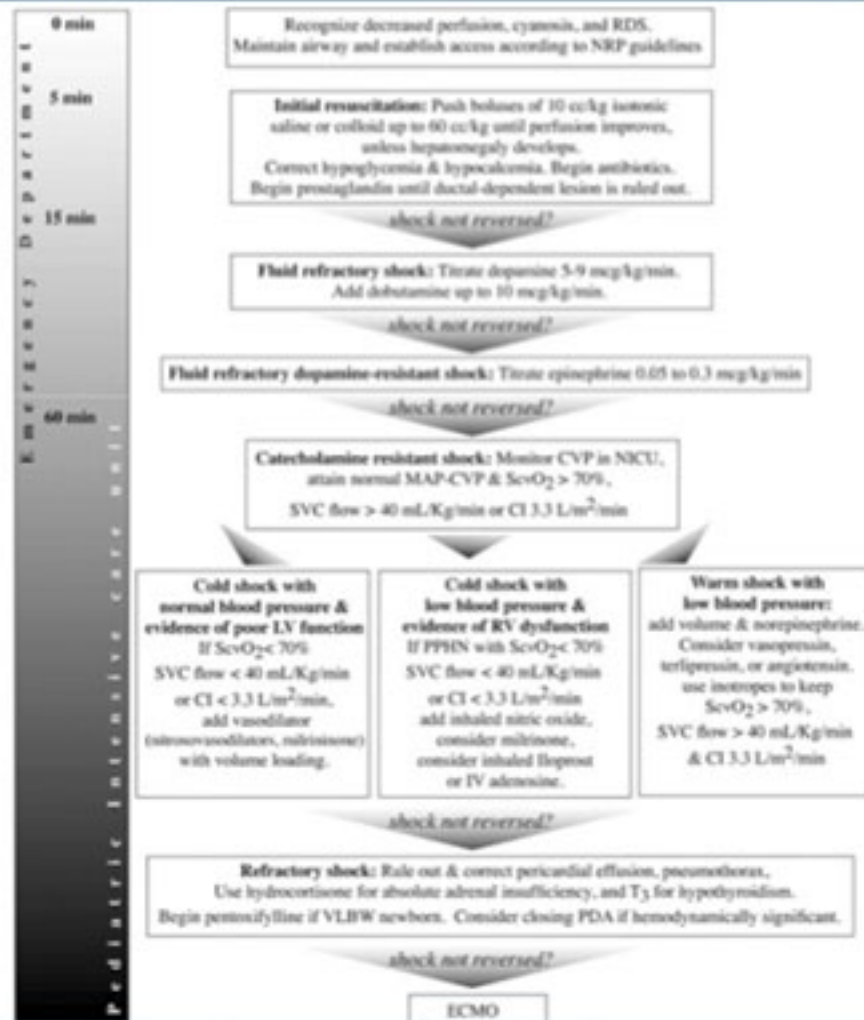 0 min
5 min
15 min
60 min
Emergency Department
Pediatric intensive care unit
Recognize decreased perfusion, cyanosis, and RDS.
Maintain airway and establish access according to NRP guidelines
Initial resuscitation: Push boluses of 10 cc/kg isotonic
saline or colloid up to 60 cc/kg until perfusion improves,
unless hepatomegaly develops.
Correct hypoglycemia & hypocalcemia. Begin antibiotics.
Begin prostaglandin until ductal-dependent lesion is ruled out.
shock not reversed?
Fluid refractory shock: Titrate dopamine 5-9 mcg/kg/min.
Add dobutamine up to 10 mcg/kg/min.
shock not reversed?
Fluid refractory dopamine-resistant shock: Titrate epinephrine 0.05 to 0.3 mcg/kg/min
shock not reversed?
Catecholamine resistant shock: Monitor CVP in NICU,
attain normal MAP-CVP & ScvO2 > 70%,
SVC flow > 40 mL/Kg/min or CI 3.3 L/m²/min
Cold shock with
normal blood pressure &
evidence of poor LV function
If ScvO2< 70%
SVC flow < 40 mL/Kg/min
or CI < 3.3 L/m²/min,
add vasodilator
(nitrosovasodilators, milrinone)
with volume loading.
Cold shock with
low blood pressure &
evidence of RV dysfunction
If PPHN with ScvO2< 70%
SVC flow < 40 mL/Kg/min
or CI < 3.3 L/m²/min
add inhaled nitric oxide,
consider milrinone,
consider inhaled Iloprost
or IV adenosine.
Warm shock with
low blood pressure:
add volume & norepinephrine.
Consider vasopressin,
terlipressin, or angiotensin.
use inotropes to keep
ScvO2 > 70%,
SVC flow > 40 mL/Kg/min
& CI 3.3 L/m²/min
shock not reversed?
Refractory shock: Rule out & correct pericardial effusion, pneumothorax,
Use hydrocortisone for absolute adrenal insufficiency, and T3 for hypothyroidism.
Begin pentoxifylline if VLBW newborn. Consider closing PDA if hemodynamically significant.
shock not reversed?
ECMO